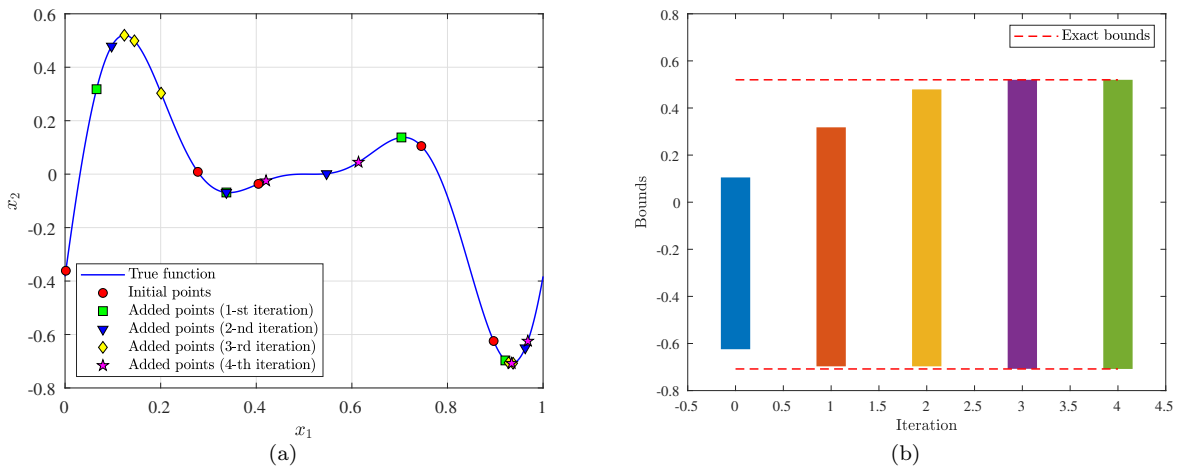 0.6
0.4
0.2
0
-0.2
-0.4
-0.6
-0.8
x2
True function
Initial points
Added points (1-st iteration)
Added points (2-nd iteration)
Added points (3-rd iteration)
Added points (4-th iteration)
0 0.2 0.4 0.6 0.8 1
x1
(a)
0.8
0.6
0.4
0.2
0
-0.2
-0.4
-0.6
-0.8
Bounds
Exact bounds
-0.5 0 0.5 1 1.5 2 2.5 3 3.5 4 4.5
Iteration
(b)